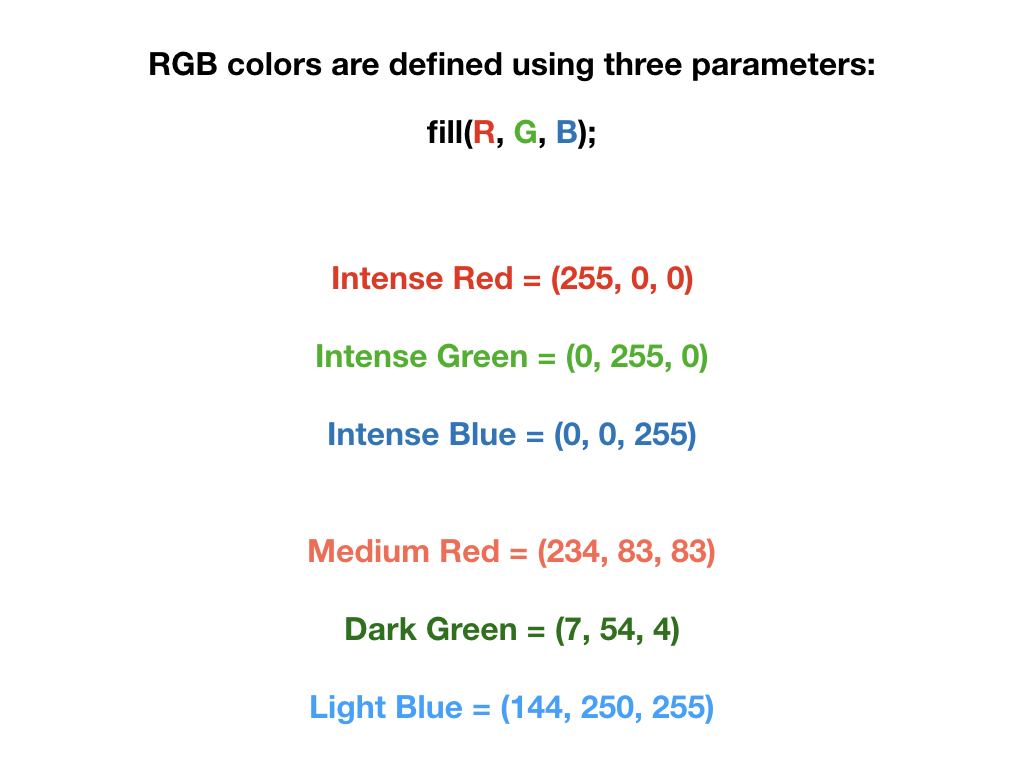 RGB colors are defined using three parameters:
fill(R, G, B);
Intense Red = (255, 0, 0)
Intense Green = (0, 255, 0)
Intense Blue = (0, 0, 255)
Medium Red = (234, 83, 83)
Dark Green = (7, 54, 4)
Light Blue = (144, 250, 255)